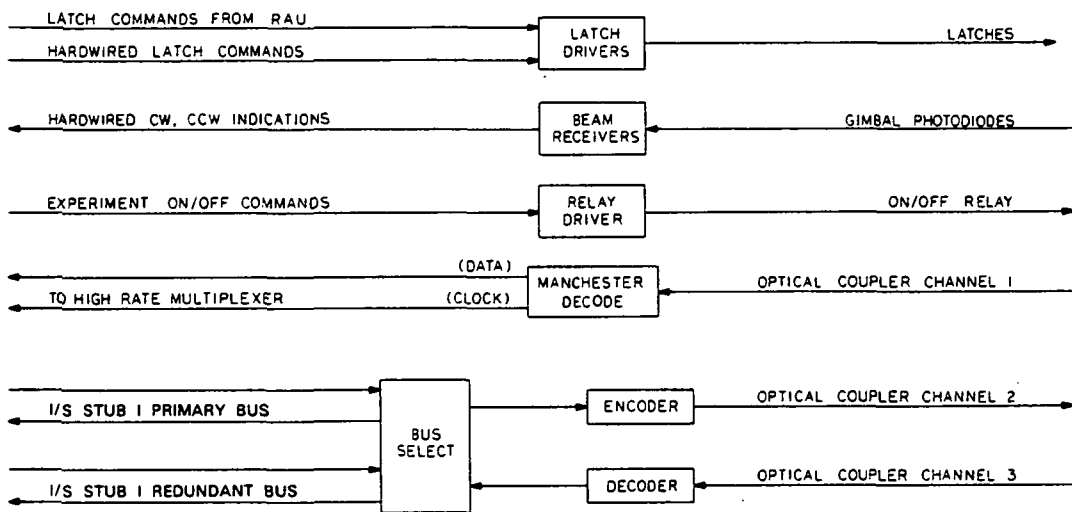 LATCH COMMANDS FROM RAU
HARDWIRED LATCH COMMANDS
LATCH
DRIVERS
LATCHES
HARDWIRED CW, CCW INDICATIONS
BEAM
RECEIVERS
GIMBAL PHOTODIODES
EXPERIMENT ON/OFF COMMANDS
RELAY
DRIVER
ON/OFF RELAY
(DATA)
TO HIGH RATE MULTIPLEXER
(CLOCK)
MANCHESTER
DECODE
OPTICAL COUPLER CHANNEL 1
I/S STUB I PRIMARY BUS
I/S STUB I REDUNDANT BUS
BUS
SELECT
ENCODER
OPTICAL COUPLER CHANNEL 2
DECODER
OPTICAL COUPLER CHANNEL 3